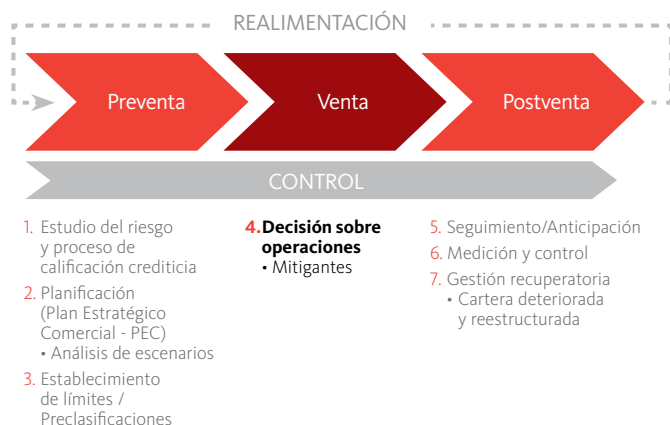 REALIMENTACIÓN
Preventa
Venta
Postventa
CONTROL
1. Estudio del riesgo
y proceso de
calificación crediticia
2. Planificación
(Plan Estratégico
Comercial - PEC)
• Análisis de escenarios
3. Establecimiento
de límites /
Preclasificaciones
4. Decisión sobre
operaciones
• Mitigantes
5. Seguimiento/Anticipación
6. Medición y control
7. Gestión recuperatoria
• Cartera deteriorada
y reestructurada